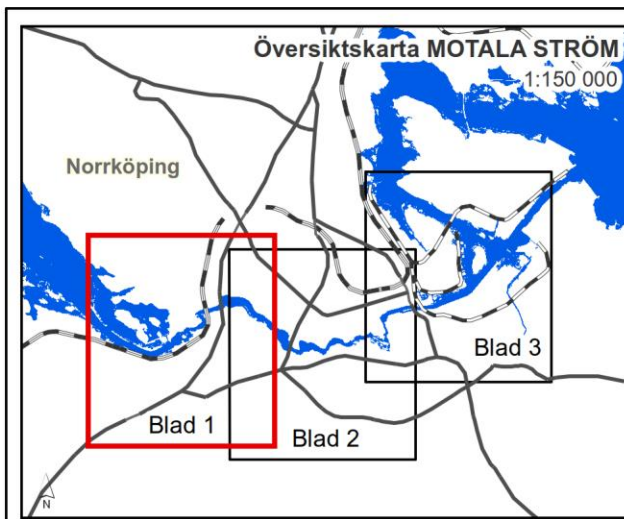 Översiktskarta MOTALA STRÖM
1:150 000
Norrköping
Blad 3
Blad 1
Blad 2
N